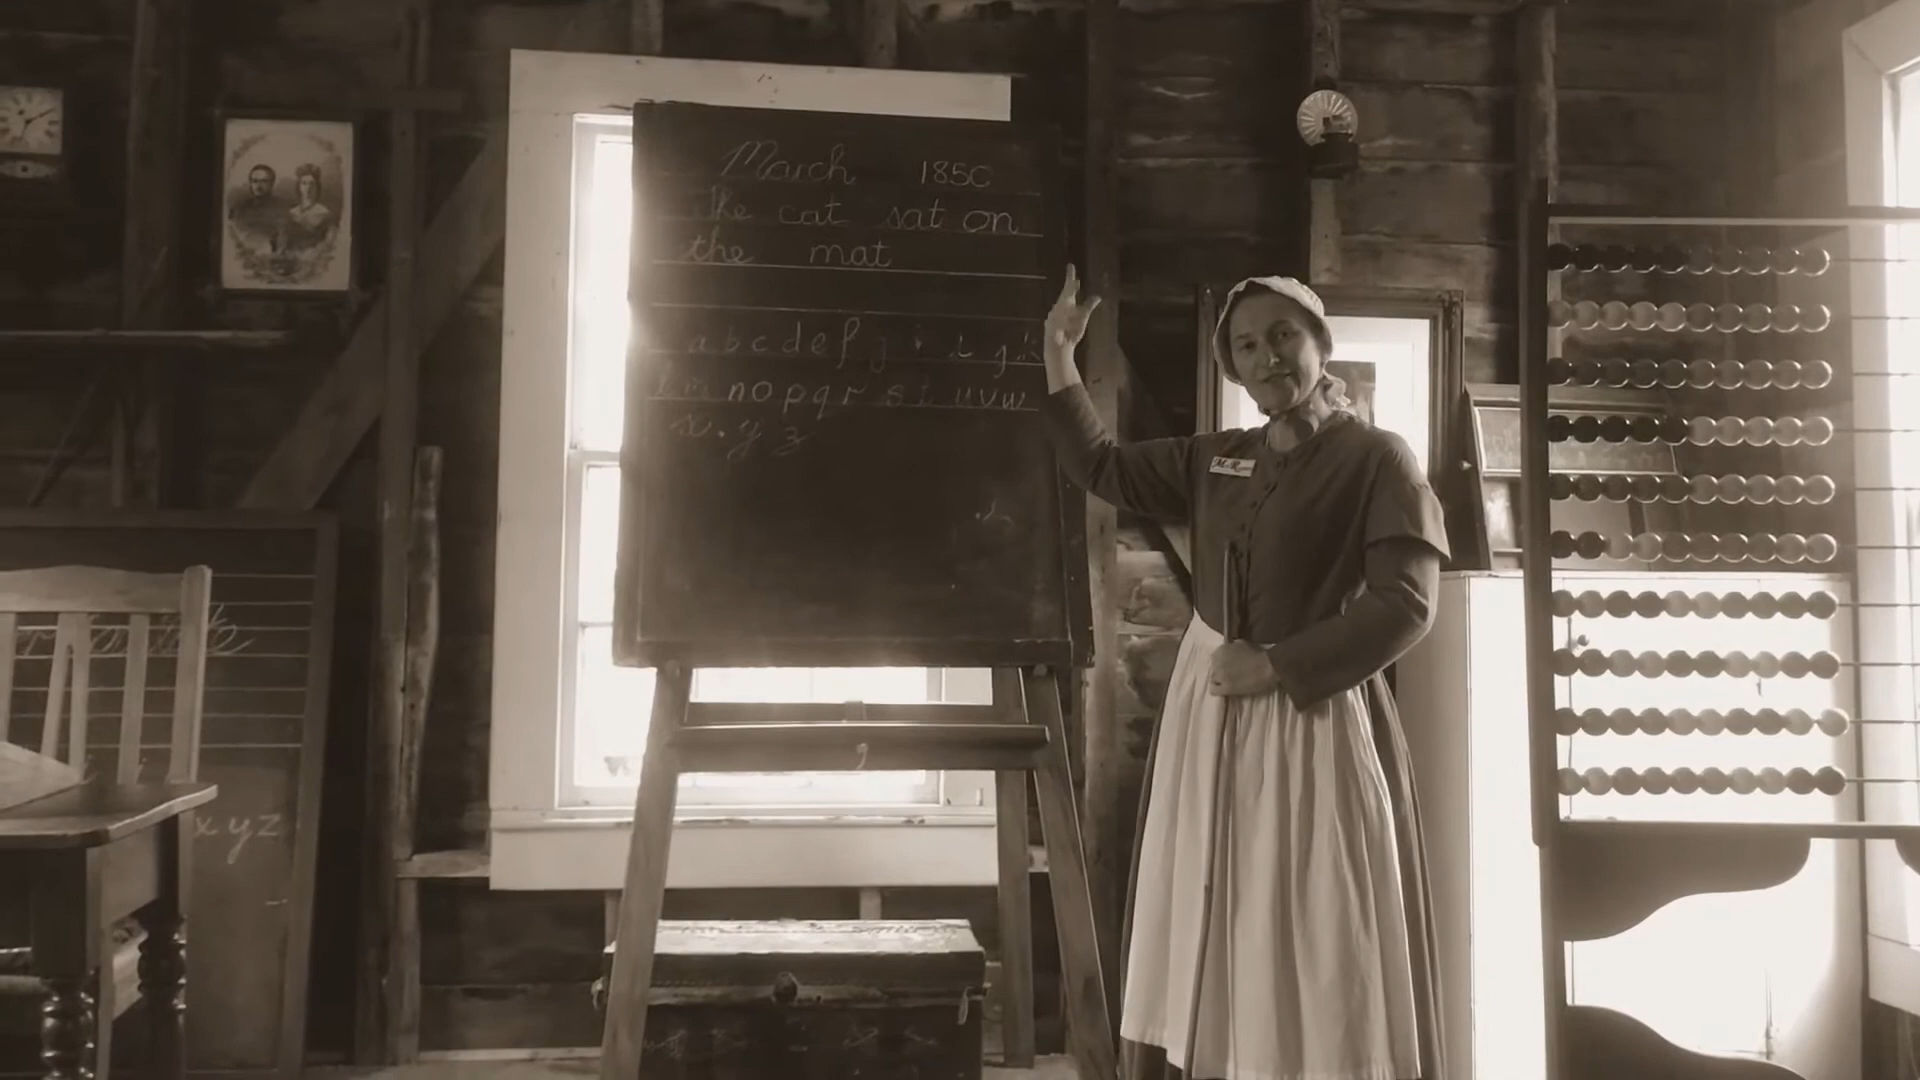 March 1850
the cat sat on
the mat
a b c d e f g h i j k
l m n o p q r s t u v w
x y z
x y z